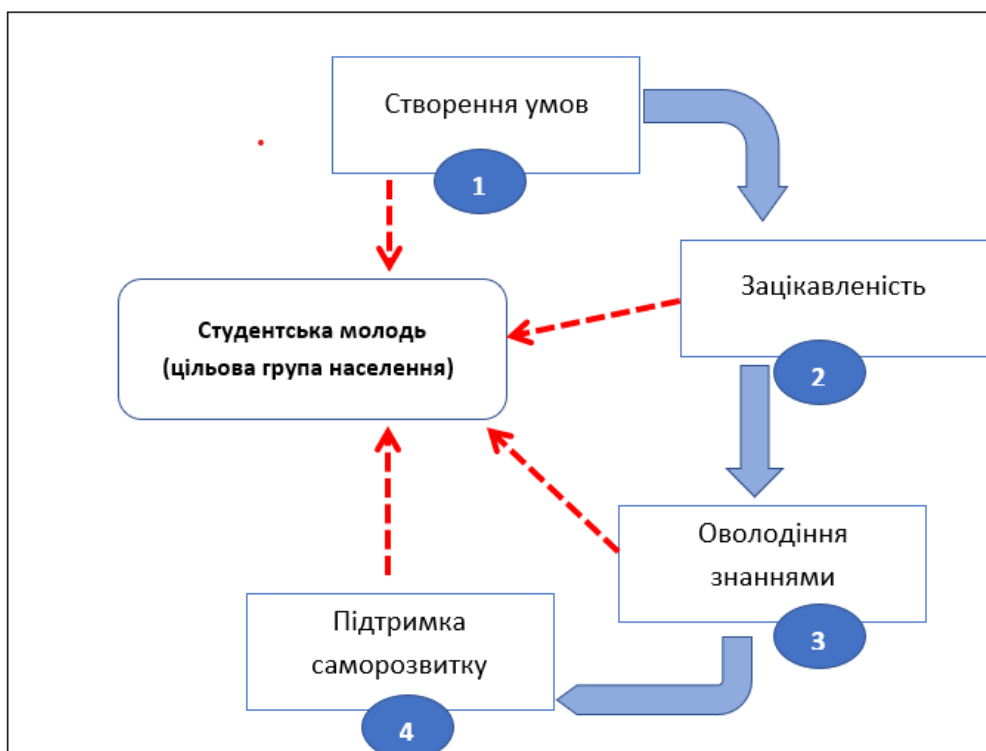 Створення умов
1
Зацікавленість
2
Студентська молодь
(цільова група населення)
Оволодіння
знаннями
3
Підтримка
саморозвитку
4